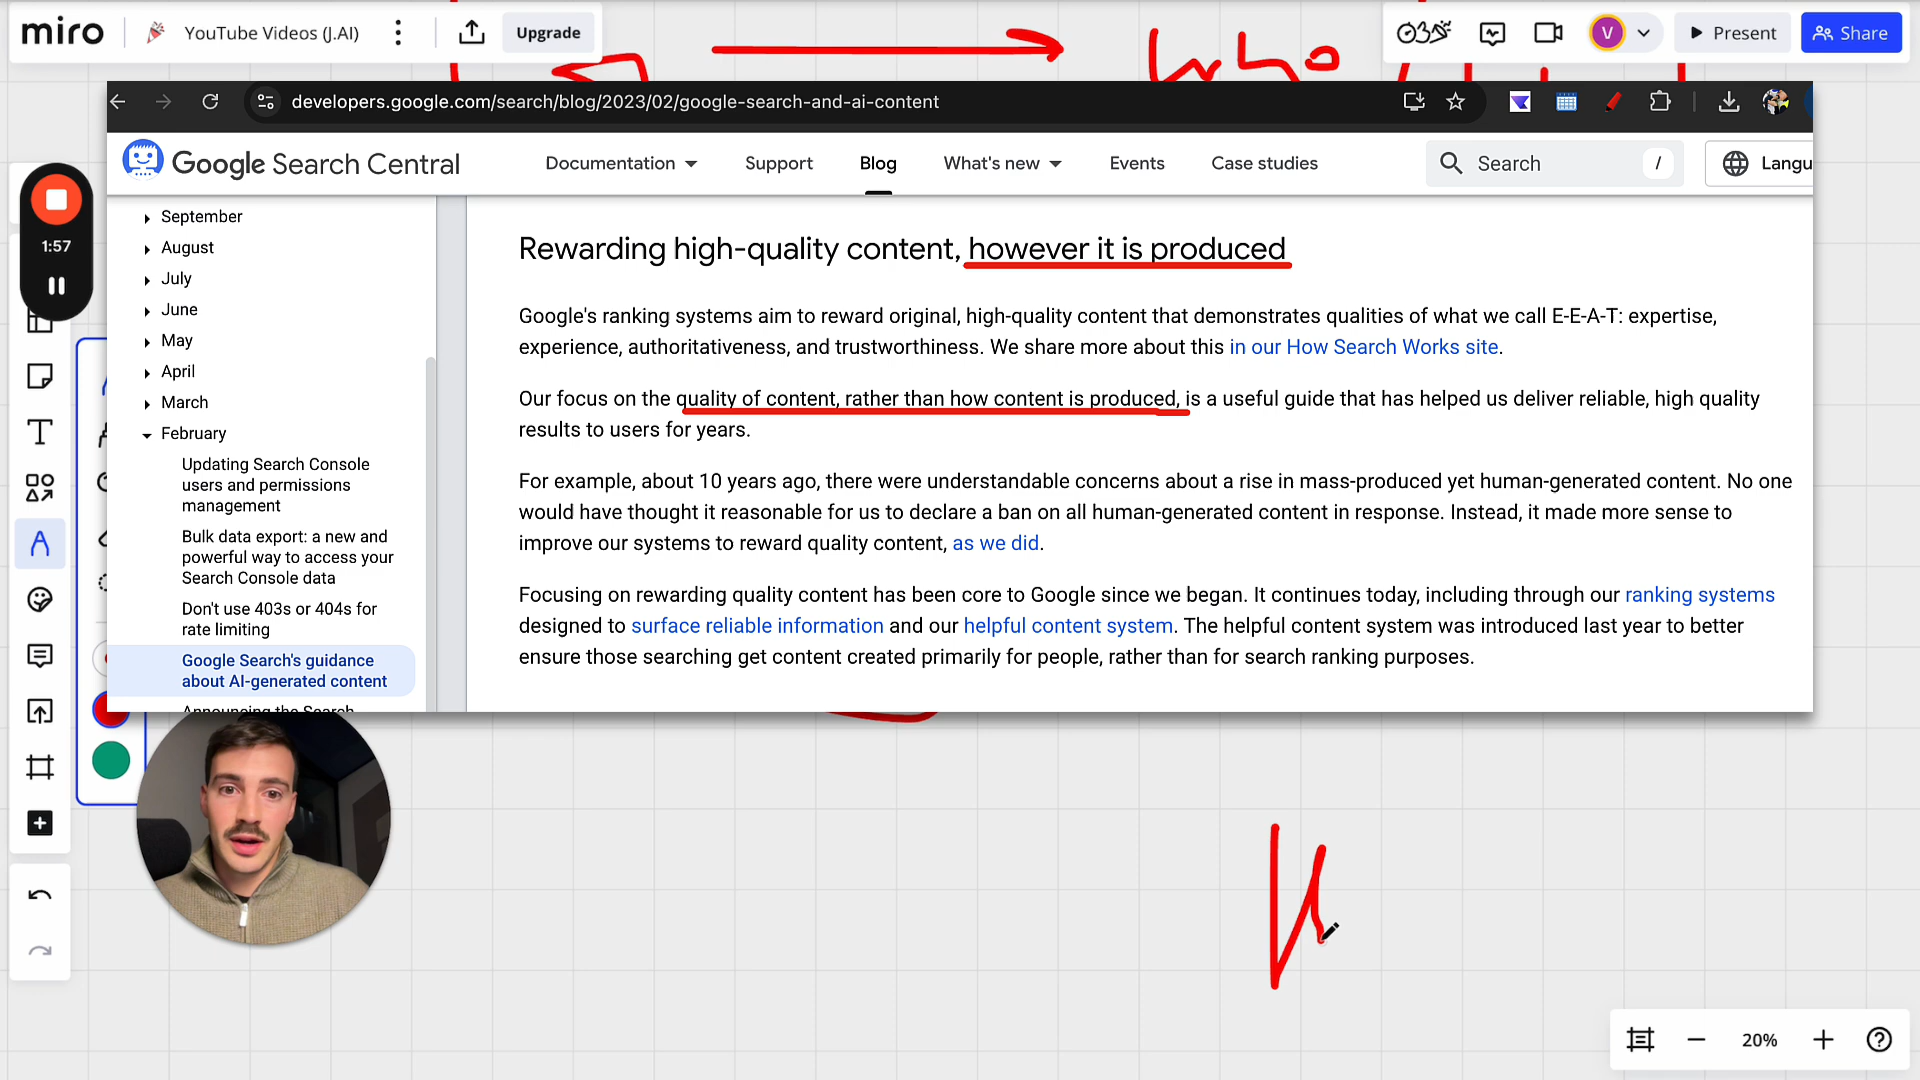 miro
YouTube Videos (J.AI)
Upgrade
V
Present
Share
who
developers.google.com/search/blog/2023/02/google-search-and-ai-content
Google Search Central
Documentation
Support
Blog
What's new
Events
Case studies
Search
/
Langu
1:57
September
August
July
June
May
April
March
February
Updating Search Console
users and permissions
management
Bulk data export: a new and
powerful way to access your
Search Console data
Don't use 403s or 404s for
rate limiting
Google Search's guidance
about AI-generated content
Announcing the Search
Rewarding high-quality content, however it is produced
Google's ranking systems aim to reward original, high-quality content that demonstrates qualities of what we call E-E-A-T: expertise,
experience, authoritativeness, and trustworthiness. We share more about this in our How Search Works site.
Our focus on the quality of content, rather than how content is produced, is a useful guide that has helped us deliver reliable, high quality
results to users for years.
For example, about 10 years ago, there were understandable concerns about a rise in mass-produced yet human-generated content. No one
would have thought it reasonable for us to declare a ban on all human-generated content in response. Instead, it made more sense to
improve our systems to reward quality content, as we did.
Focusing on rewarding quality content has been core to Google since we began. It continues today, including through our ranking systems
designed to surface reliable information and our helpful content system. The helpful content system was introduced last year to better
ensure those searching get content created primarily for people, rather than for search ranking purposes.
20%